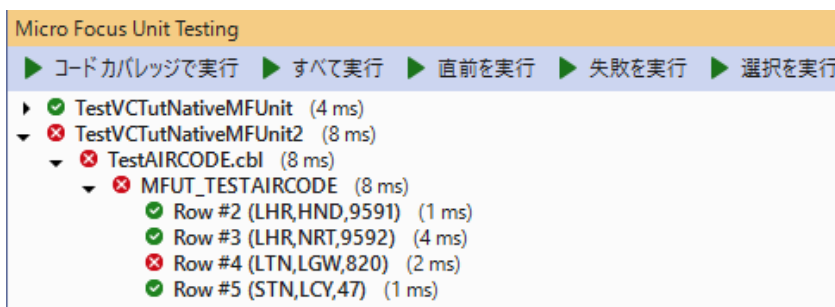 Micro Focus Unit Testing
コードカバレッジで実行 すべて実行 直前を実行 失敗を実行 選択を実行
TestVCTutNativeMFUnit (4 ms)
TestVCTutNativeMFUnit2 (8 ms)
TestAIRCODE.cbl (8 ms)
MFUT_TESTAIRCODE (8 ms)
Row #2 (LHR,HND,9591) (1 ms)
Row #3 (LHR,NRT,9592) (4 ms)
Row #4 (LTN,LGW,820) (2 ms)
Row #5 (STN,LCY,47) (1 ms)